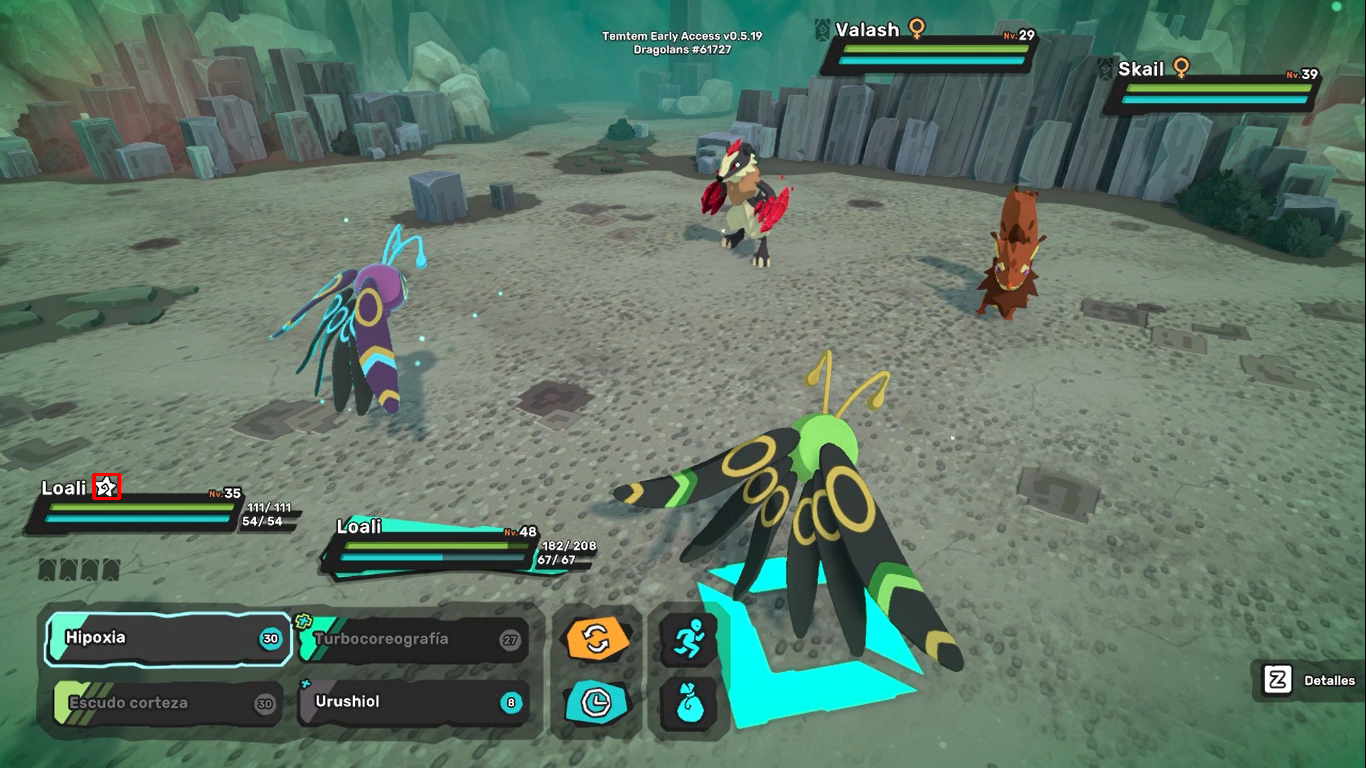 Temtem Early Access v0.5.19
Dragolans #61727
Valash
Nv.29
Skail
Nv.39
Loali
Nv.35
111/ 111
54/ 54
Loali
Nv.48
182/ 208
67/ 67
Hipoxia 30
Turbocoreografía 27
Escudo corteza 30
Urushiol 8
Z Detalles